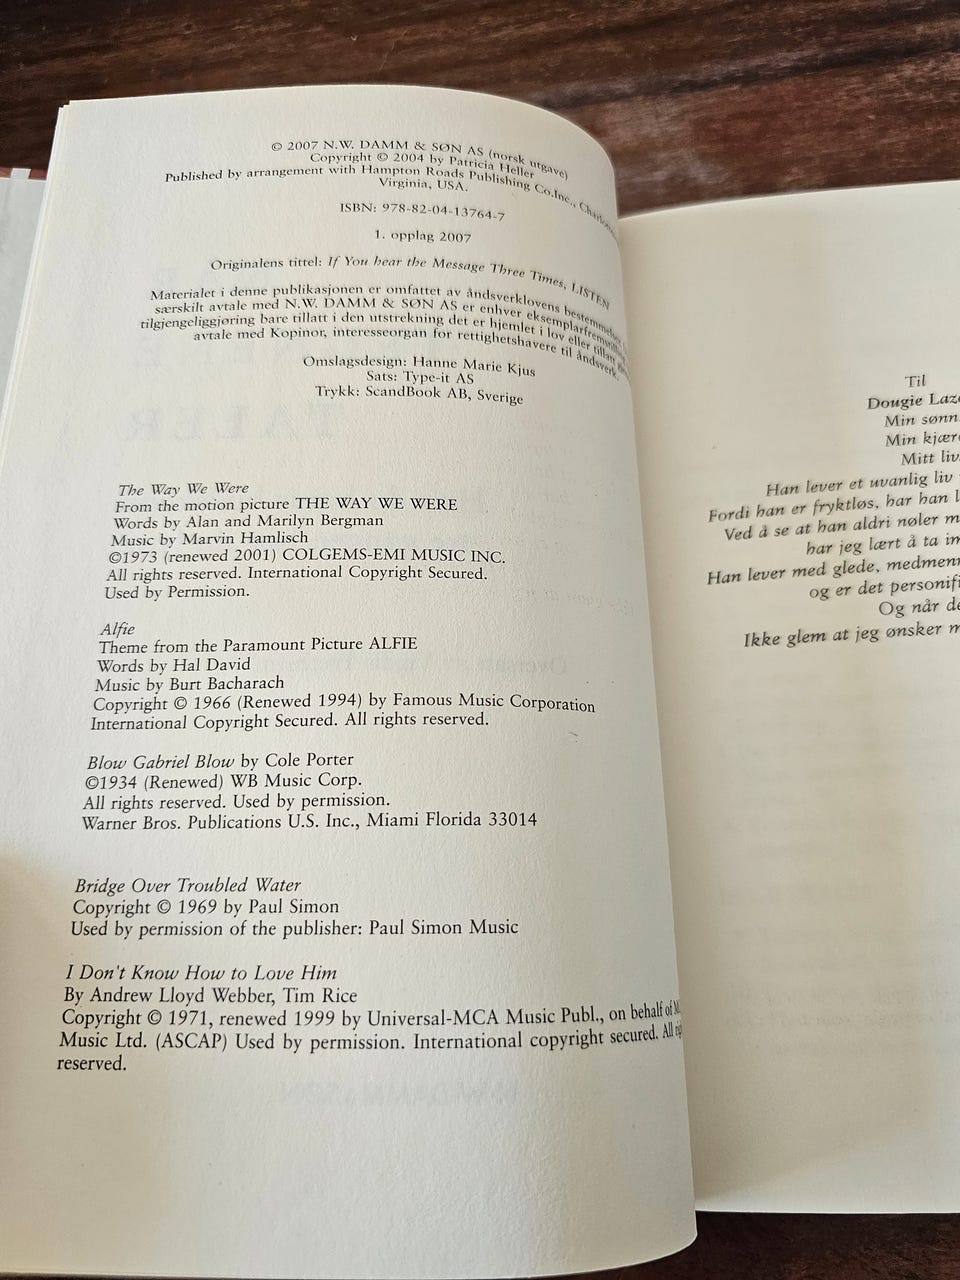 © 2007 N.W. DAMM & SØN AS (norsk utgave)
Copyright © 2004 by Patricia Heller
Published by arrangement with Hampton Roads Publishing Co.Inc.,
Virginia, USA.
ISBN: 978-82-04-13764-7
1. opplag 2007
Originalens tittel: If You hear the Message Three Times, LISTEN
Materialet i denne publikasjonen er omfattet av åndsverklovens
særskilt avtale med N.W. DAMM & SØN AS er enhver
tilgjengeliggjøring bare tillatt i den utstrekning det er hjemlet i lov eller tillatt
avtale med Kopinor, interesseorgan for rettighetshavere til åndsverk.
Omslagsdesign: Hanne Marie Kjus
Sats: Type-it AS
Trykk: ScandBook AB, Sverige
The Way We Were
From the motion picture THE WAY WE WERE
Words by Alan and Marilyn Bergman
Music by Marvin Hamlisch
©1973 (renewed 2001) COLGEMS-EMI MUSIC INC.
All rights reserved. International Copyright Secured.
Used by Permission.
Alfie
Theme from the Paramount Picture ALFIE
Words by Hal David
Music by Burt Bacharach
Copyright © 1966 (Renewed 1994) by Famous Music Corporation
International Copyright Secured. All rights reserved.
Blow Gabriel Blow by Cole Porter
©1934 (Renewed) WB Music Corp.
All rights reserved. Used by permission.
Warner Bros. Publications U.S. Inc., Miami Florida 33014
Bridge Over Troubled Water
Copyright © 1969 by Paul Simon
Used by permission of the publisher: Paul Simon Music
I Don't Know How to Love Him
By Andrew Lloyd Webber, Tim Rice
Copyright © 1971, renewed 1999 by Universal-MCA Music Publ., on behalf of
Music Ltd. (ASCAP) Used by permission. International copyright secured. All
reserved.
Til
Dougie
Min sønn
Min
Mitt liv
Han lever et uvanlig liv
Fordi han er fryktløs, har han
Ved å se at han aldri nøler
har jeg lært å ta
Han lever med glede,
og er det
Og når
Ikke glem at jeg ønsker